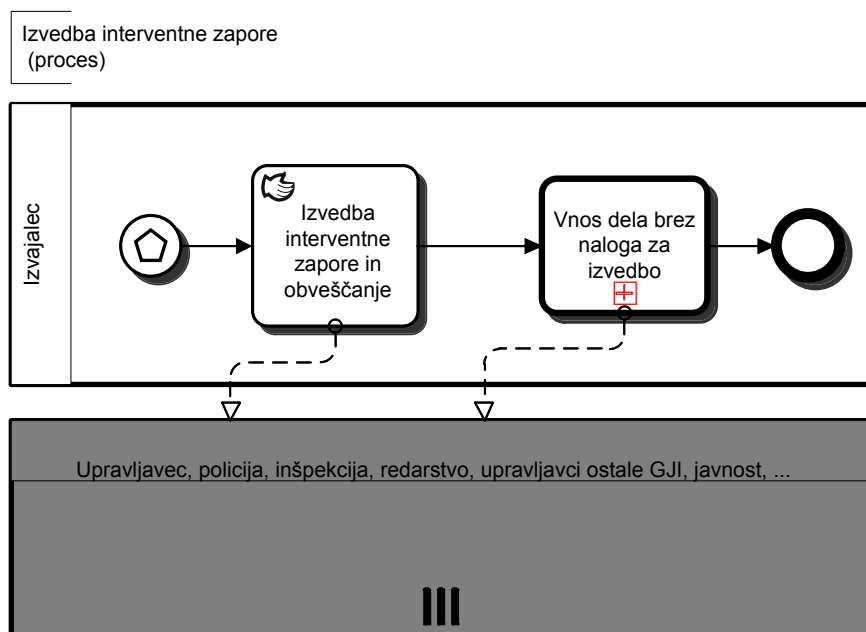 Izvedba interventne zapore
(proces)
Izvajalec
Izvedba
interventne
zapore in
obveščanje
Vnos dela brez
naloga za
izvedbo
Upravljavec, policija, inšpekcija, redarstvo, upravljavci ostale GJI, javnost, ...